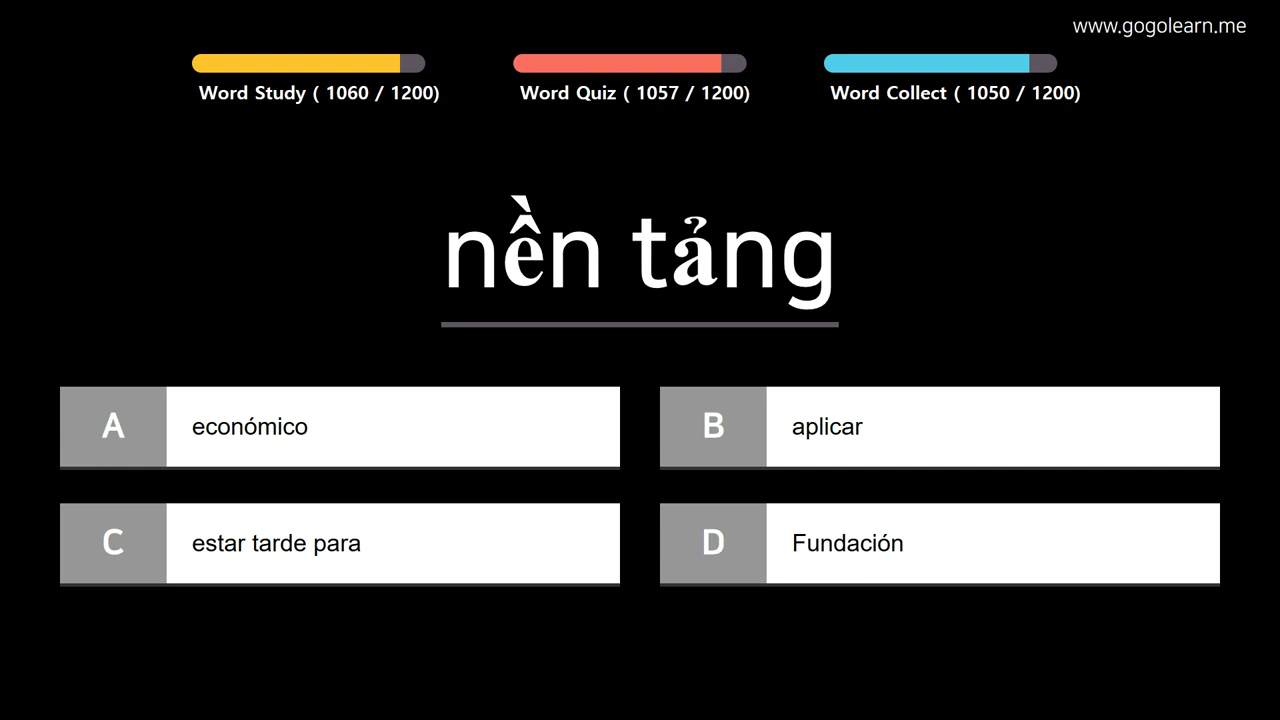 www.gogolearn.me
Word Study ( 1060 / 1200)
Word Quiz ( 1057 / 1200)
Word Collect ( 1050 / 1200)
nền tảng
A económico
B aplicar
C estar tarde para
D Fundación